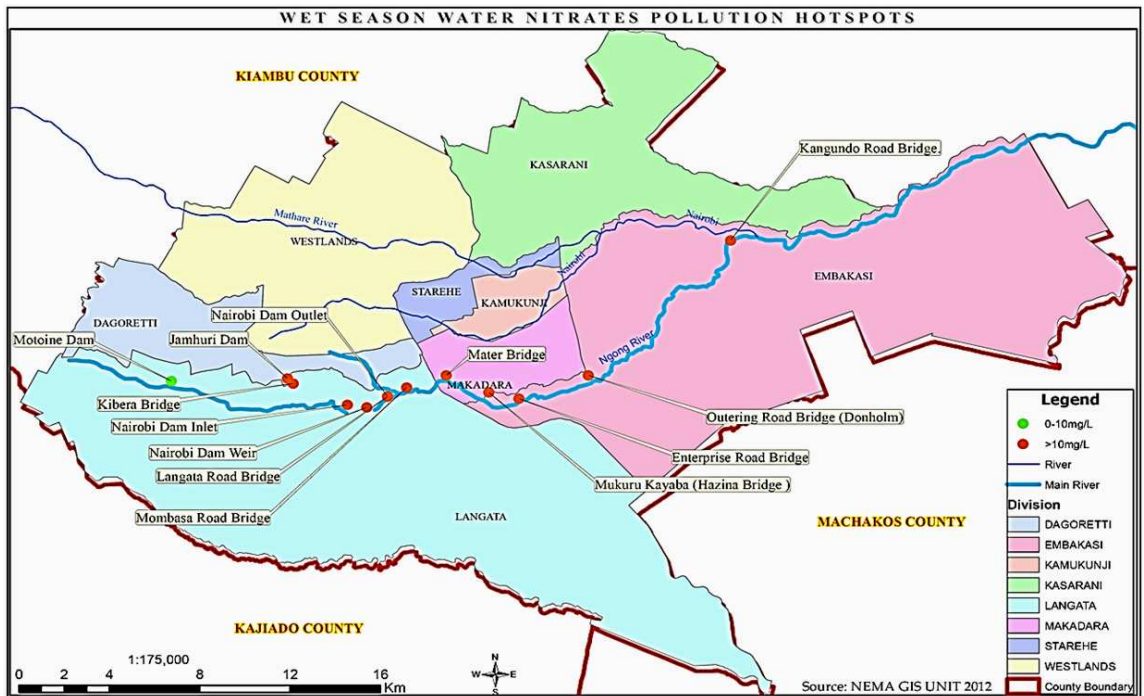 WET SEASON WATER NITRATES POLLUTION HOTSPOTS
KIAMBU COUNTY
KASARANI
Kangundo Road Bridge.
Mathare River
Nairobi
WESTLANDS
Nairobi
EMBAKASI
STAREHE
KAMUKUNJI
Nairobi Dam Outlet
DAGORETTI
Motoine Dam
Jamhuri Dam
Ngong River
Mater Bridge
MAKADARA
Kibera Bridge
Outering Road Bridge (Donholm)
Nairobi Dam Inlet
Nairobi Dam Weir
Enterprise Road Bridge
Langata Road Bridge
Mukuru Kayaba (Hazina Bridge )
Mombasa Road Bridge
LANGATA
MACHAKOS COUNTY
KAJIADO COUNTY
1:175,000
0 2 4 8 12 16
Km
N
W E
S
Source: NEMA GIS UNIT 2012
Legend
0-10mg/L
>10mg/L
River
Main River
Division
DAGORETTI
EMBAKASI
KAMUKUNJI
KASARANI
LANGATA
MAKADARA
STAREHE
WESTLANDS
County Boundary